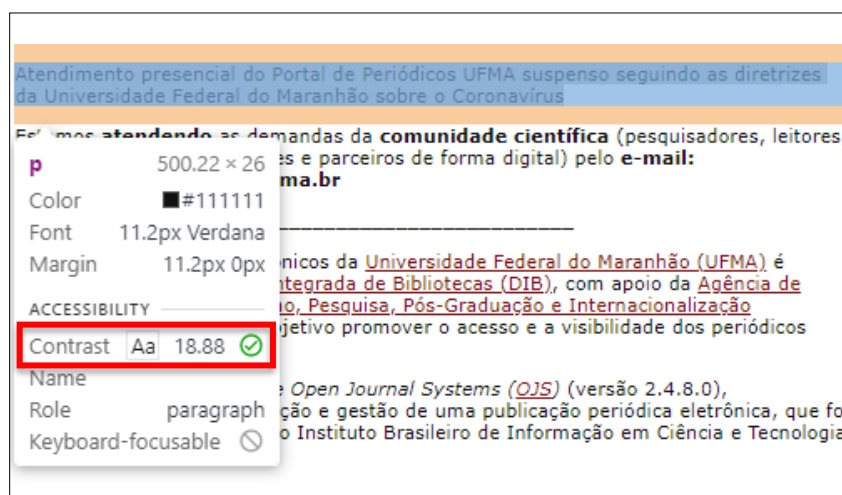 Atendimento presencial do Portal de Periódicos UFMA suspenso seguindo as diretrizes
da Universidade Federal do Maranhão sobre o Coronavírus
mos atendendo as demandas da comunidade científica (pesquisadores, leitores
es e parceiros de forma digital) pelo e-mail:
ma.br
p 500.22 × 26
Color #111111
Font 11.2px Verdana
Margin 11.2px 0px
ACCESSIBILITY
Contrast Aa 18.88
Name
Role paragraph
Keyboard-focusable
ônicos da Universidade Federal do Maranhão (UFMA) é
ntegrada de Bibliotecas (DIB), com apoio da Agência de
ão, Pesquisa, Pós-Graduação e Internacionalização
jetivo promover o acesso e a visibilidade dos periódicos
e Open Journal Systems (OJS) (versão 2.4.8.0),
ção e gestão de uma publicação periódica eletrônica, que fo
o Instituto Brasileiro de Informação em Ciência e Tecnologia